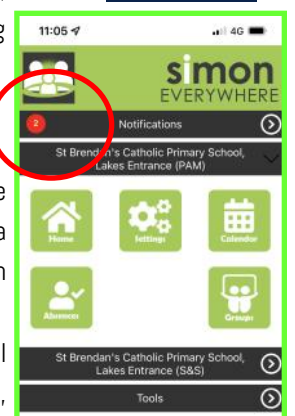 g
11:05 4G
simon
EVERYWHERE
2 Notifications
St Brendan's Catholic Primary School,
Lakes Entrance (PAM)
e
a
Home Settings Calendar
n
Absences Groups
l
St Brendan's Catholic Primary School,
Lakes Entrance (S&S)
Tools